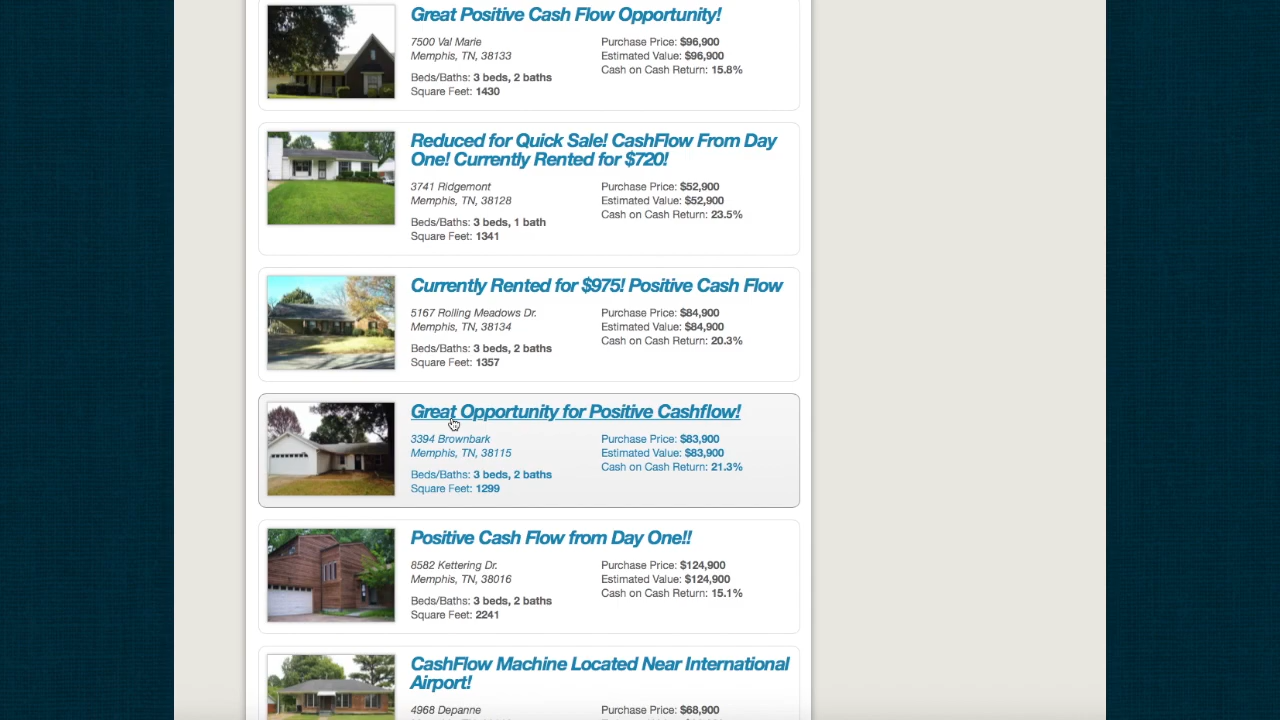 Great Positive Cash Flow Opportunity!
7500 Val Marie
Memphis, TN, 38133
Beds/Baths: 3 beds, 2 baths
Square Feet: 1430
Purchase Price: $96,900
Estimated Value: $96,900
Cash on Cash Return: 15.8%
Reduced for Quick Sale! CashFlow From Day
One! Currently Rented for $720!
3741 Ridgemont
Memphis, TN, 38128
Beds/Baths: 3 beds, 1 bath
Square Feet: 1341
Purchase Price: $52,900
Estimated Value: $52,900
Cash on Cash Return: 23.5%
Currently Rented for $975! Positive Cash Flow
5167 Rolling Meadows Dr.
Memphis, TN, 38134
Beds/Baths: 3 beds, 2 baths
Square Feet: 1357
Purchase Price: $84,900
Estimated Value: $84,900
Cash on Cash Return: 20.3%
Great Opportunity for Positive Cashflow!
3394 Brownbark
Memphis, TN, 38115
Beds/Baths: 3 beds, 2 baths
Square Feet: 1299
Purchase Price: $83,900
Estimated Value: $83,900
Cash on Cash Return: 21.3%
Positive Cash Flow from Day One!!
8582 Kettering Dr.
Memphis, TN, 38016
Beds/Baths: 3 beds, 2 baths
Square Feet: 2241
Purchase Price: $124,900
Estimated Value: $124,900
Cash on Cash Return: 15.1%
CashFlow Machine Located Near International
Airport!
4968 Depanne
Purchase Price: $68,900